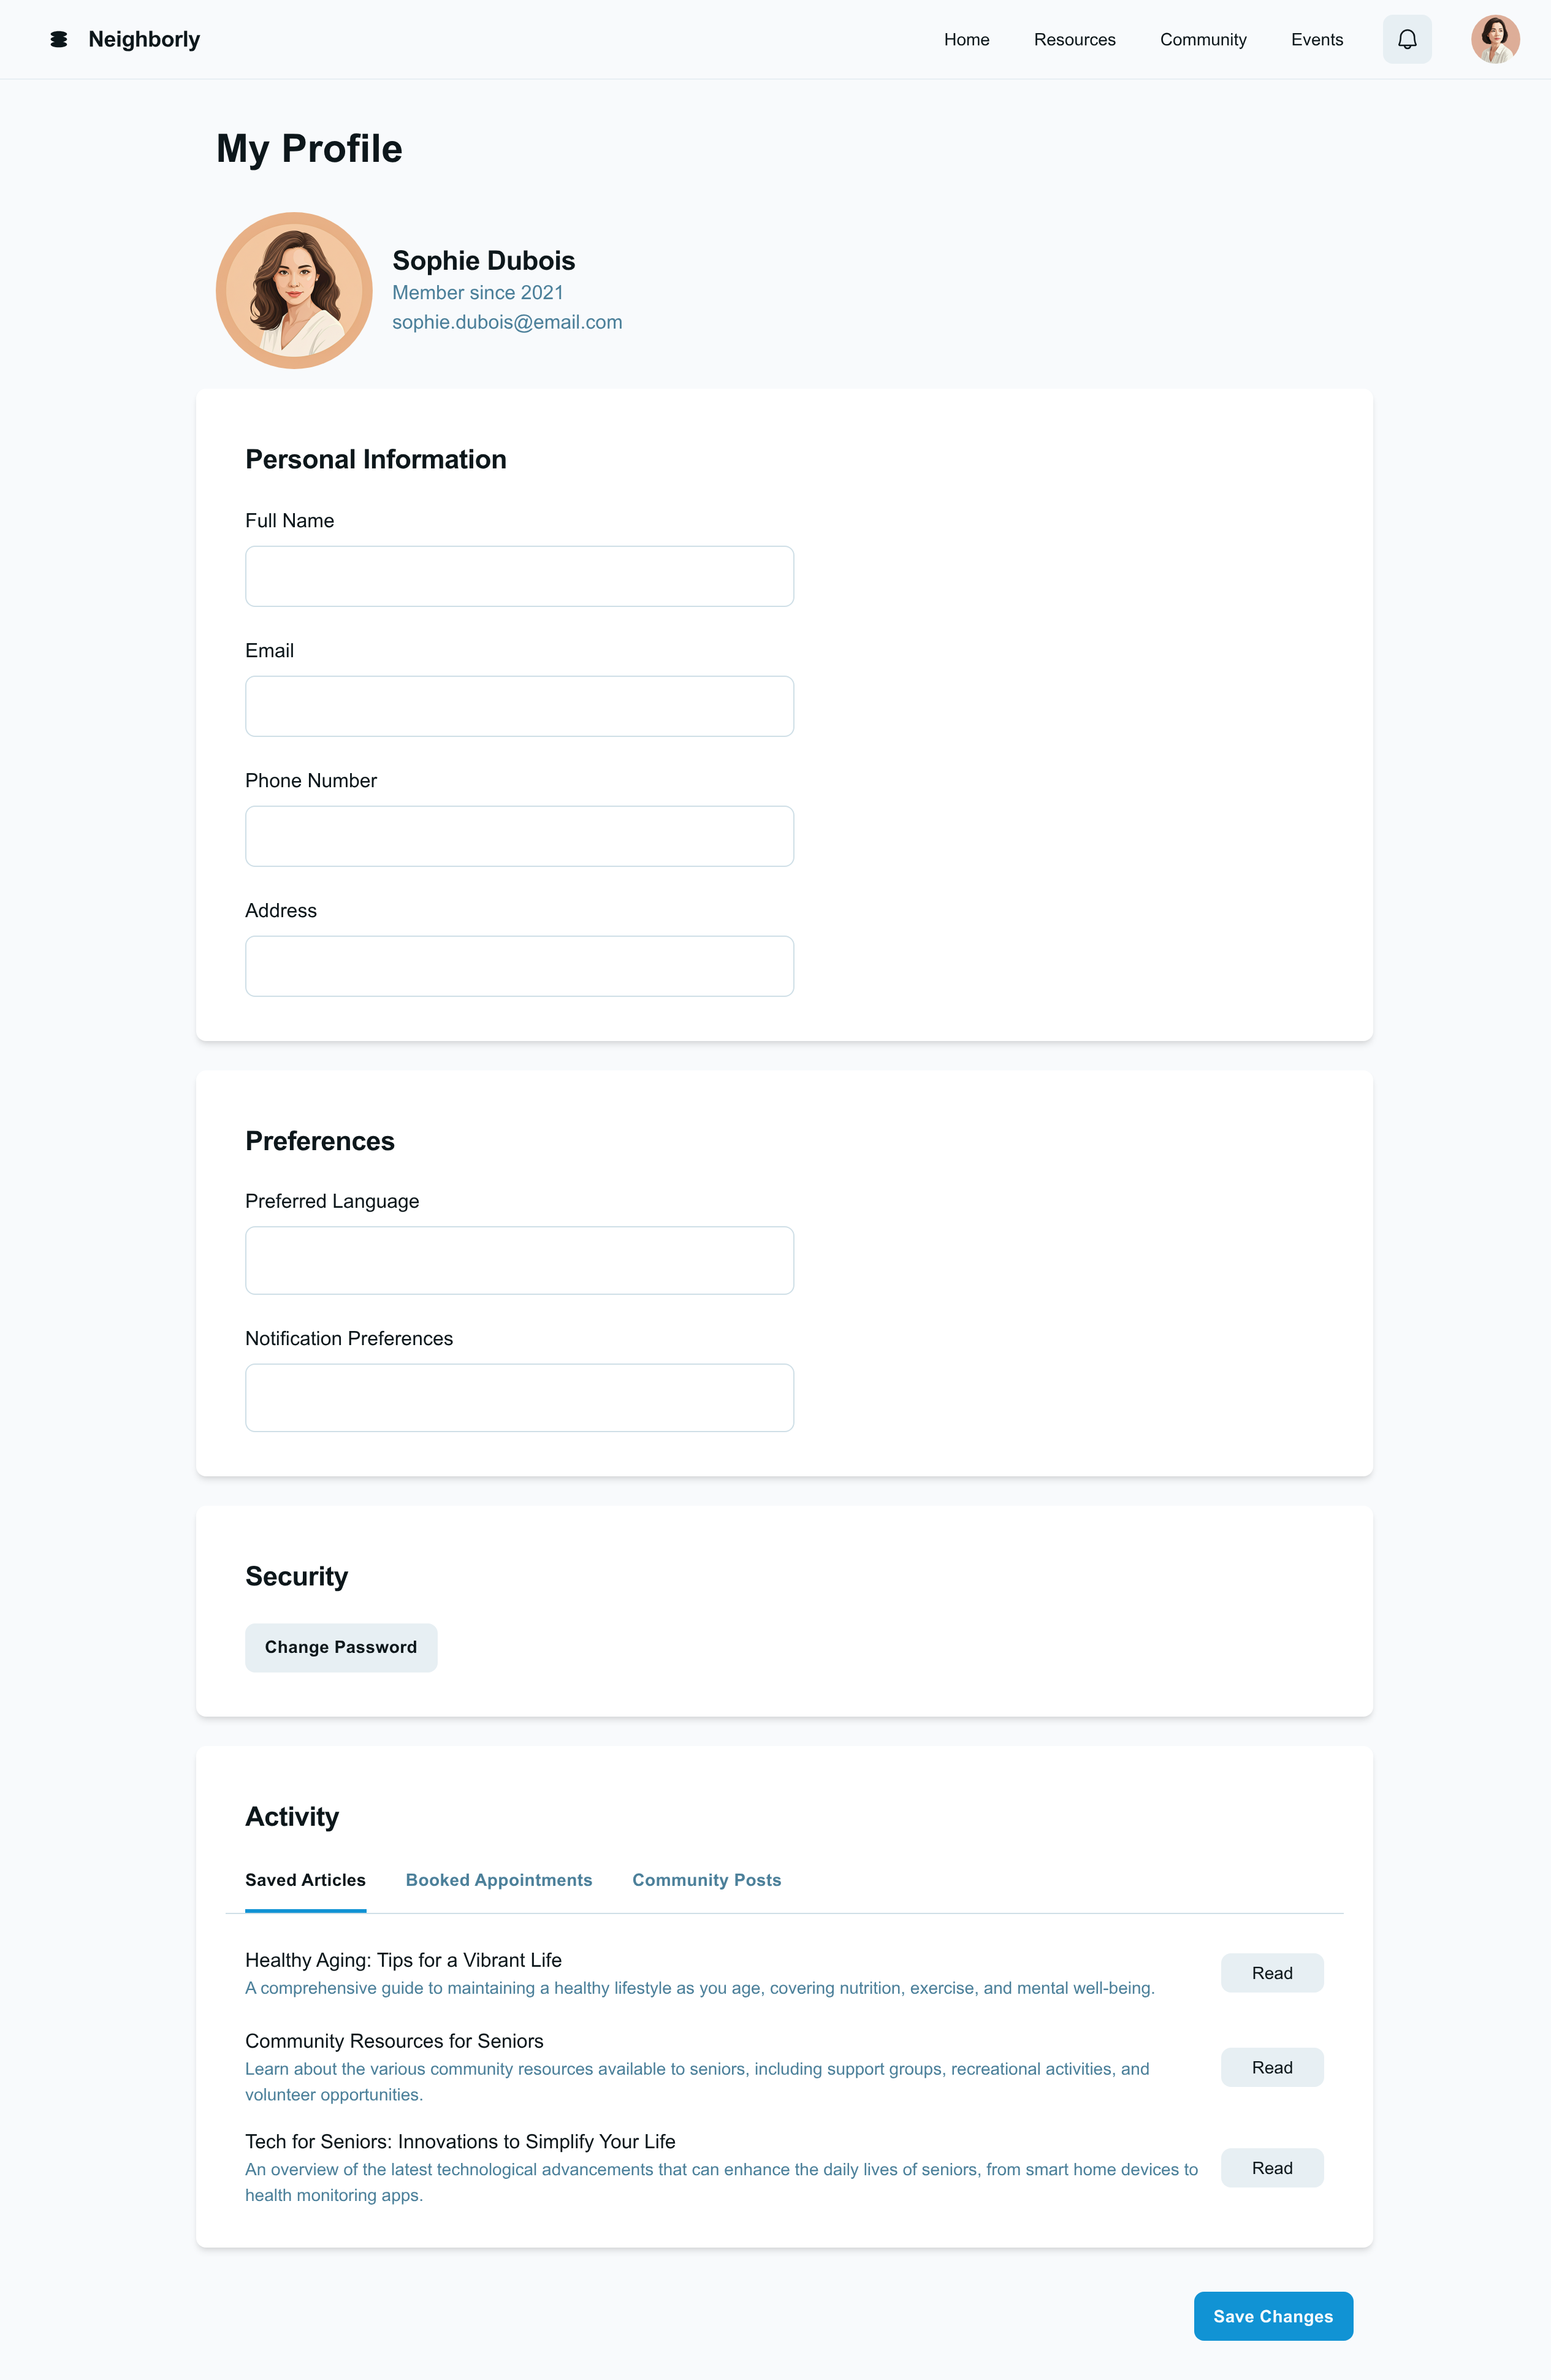 Neighborly
Home
Resources
Community
Events
My Profile
Sophie Dubois
Member since 2021
sophie.dubois@email.com
Personal Information
Full Name
Email
Phone Number
Address
Preferences
Preferred Language
Notification Preferences
Security
Change Password
Activity
Saved Articles
Booked Appointments
Community Posts
Healthy Aging: Tips for a Vibrant Life
A comprehensive guide to maintaining a healthy lifestyle as you age, covering nutrition, exercise, and mental well-being.
Read
Community Resources for Seniors
Learn about the various community resources available to seniors, including support groups, recreational activities, and
volunteer opportunities.
Read
Tech for Seniors: Innovations to Simplify Your Life
An overview of the latest technological advancements that can enhance the daily lives of seniors, from smart home devices to
health monitoring apps.
Read
Save Changes